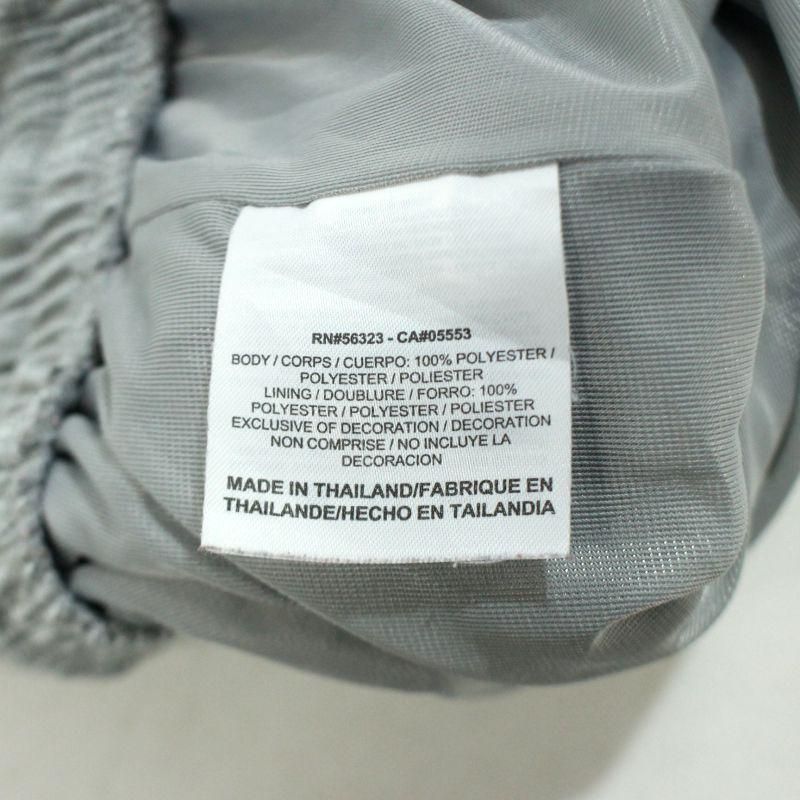 RN#56323 - CA#05553
BODY / CORPS / CUERPO: 100% POLYESTER /
POLYESTER / POLIESTER
LINING / DOUBLURE / FORRO: 100%
POLYESTER / POLYESTER / POLIESTER
EXCLUSIVE OF DECORATION / DECORATION
NON COMPRISE / NO INCLUYE LA
DECORACION
MADE IN THAILAND/FABRIQUE EN
THAILANDE/HECHO EN TAILANDIA